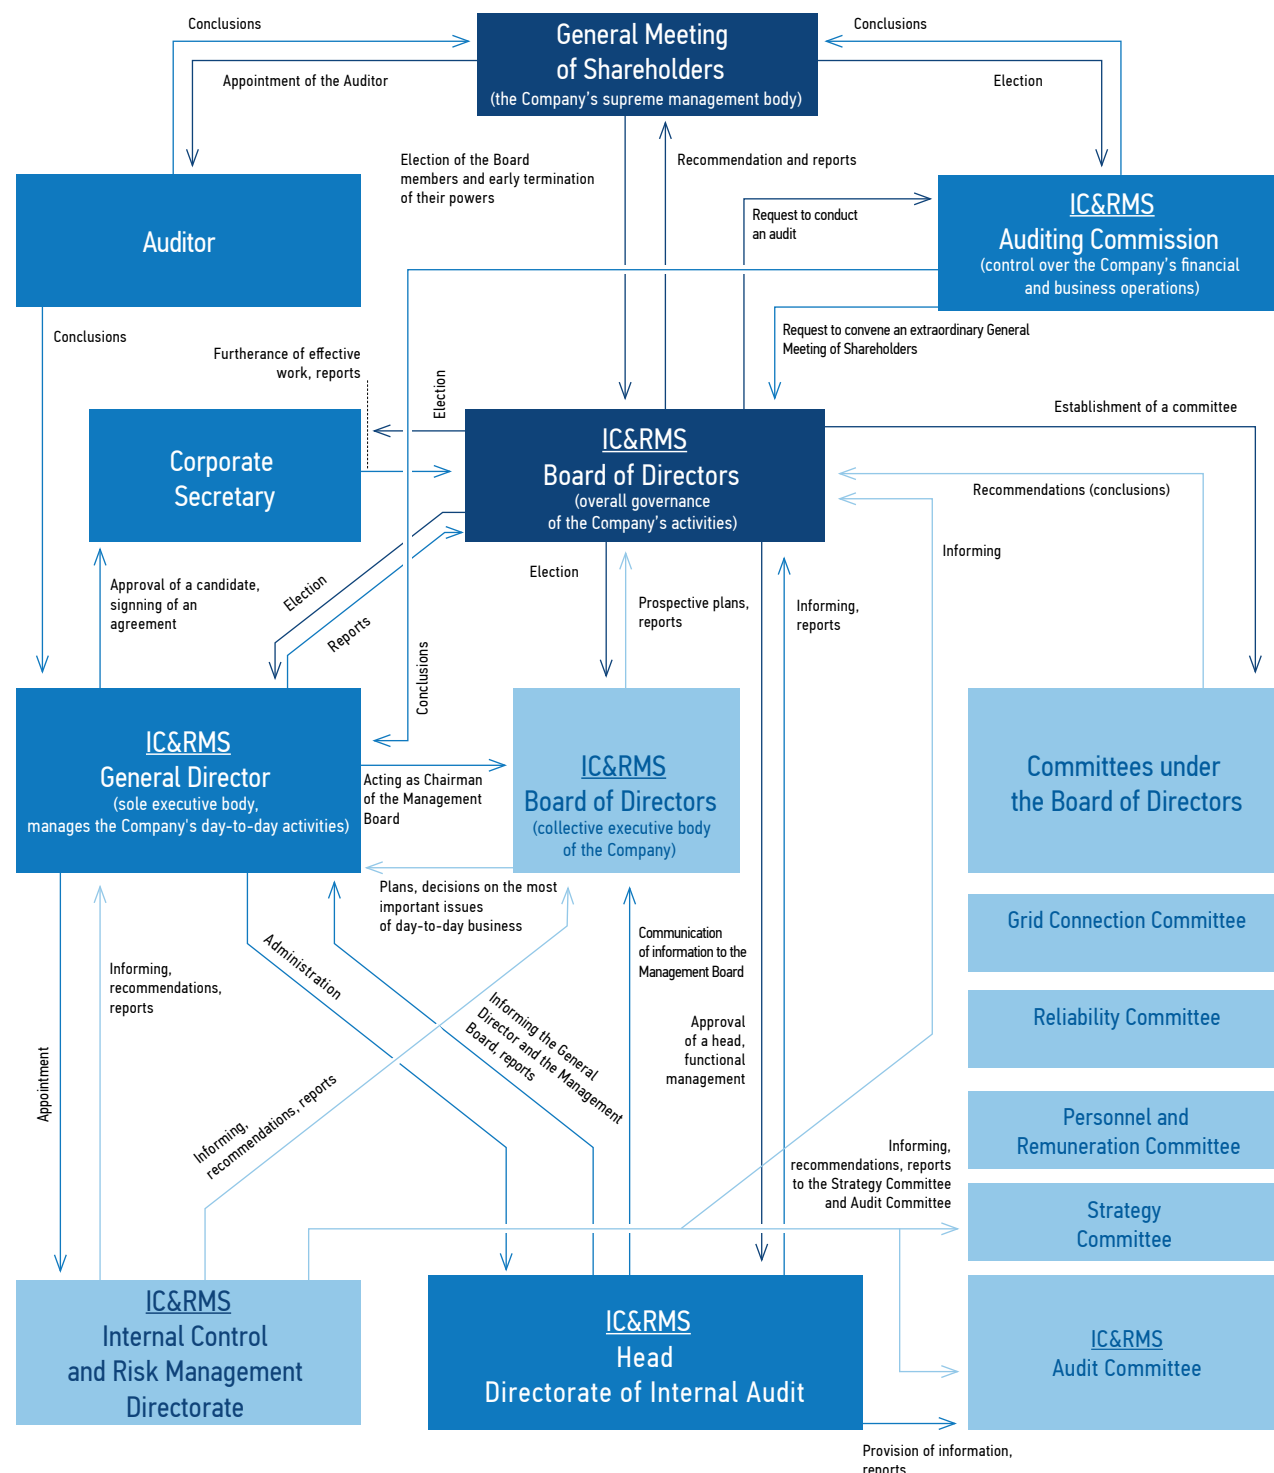 Conclusions
General Meeting
of Shareholders
(the Company's supreme management body)
Conclusions
Appointment of the Auditor
Election
Election of the Board
members and early termination
of their powers
Recommendation and reports
Request to conduct
an audit
Auditor
IC&RMS
Auditing Commission
(control over the Company's financial
and business operations)
Conclusions
Furtherance of effective
work, reports
Election
Request to convene an extraordinary General
Meeting of Shareholders
Establishment of a committee
Corporate
Secretary
IC&RMS
Board of Directors
(overall governance
of the Company's activities)
Recommendations (conclusions)
Informing
Approval of a candidate,
signning of an
agreement
Election
Reports
Conclusions
Election
Prospective plans,
reports
Informing,
reports
IC&RMS
General Director
(sole executive body,
manages the Company's day-to-day activities)
Acting as Chairman
of the Management
Board
IC&RMS
Board of Directors
(collective executive body
of the Company)
Committees under
the Board of Directors
Plans, decisions on the most
important issues
of day-to-day business
Grid Connection Committee
Informing,
recommendations,
reports
Administration
Communication
of information to the
Management Board
Informing the General
Director and the Management
Board, reports
Approval
of a head,
functional
management
Reliability Committee
Appointment
Informing,
recommendations, reports
Personnel and
Remuneration Committee
Informing,
recommendations, reports
to the Strategy Committee
and Audit Committee
Strategy
Committee
IC&RMS
Internal Control
and Risk Management
Directorate
IC&RMS
Head
Directorate of Internal Audit
IC&RMS
Audit Committee
Provision of information,
reports